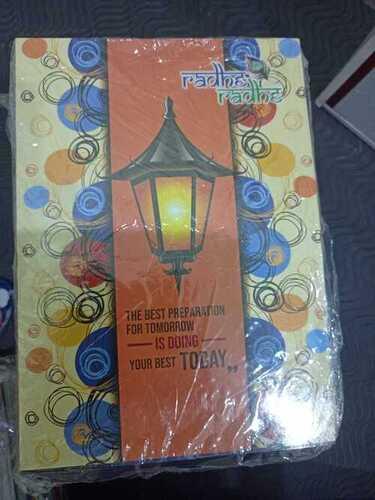 Radhe
Radhe
THE BEST PREPARATION
FOR TOMORROW
IS DOING
YOUR BEST TODAY,,